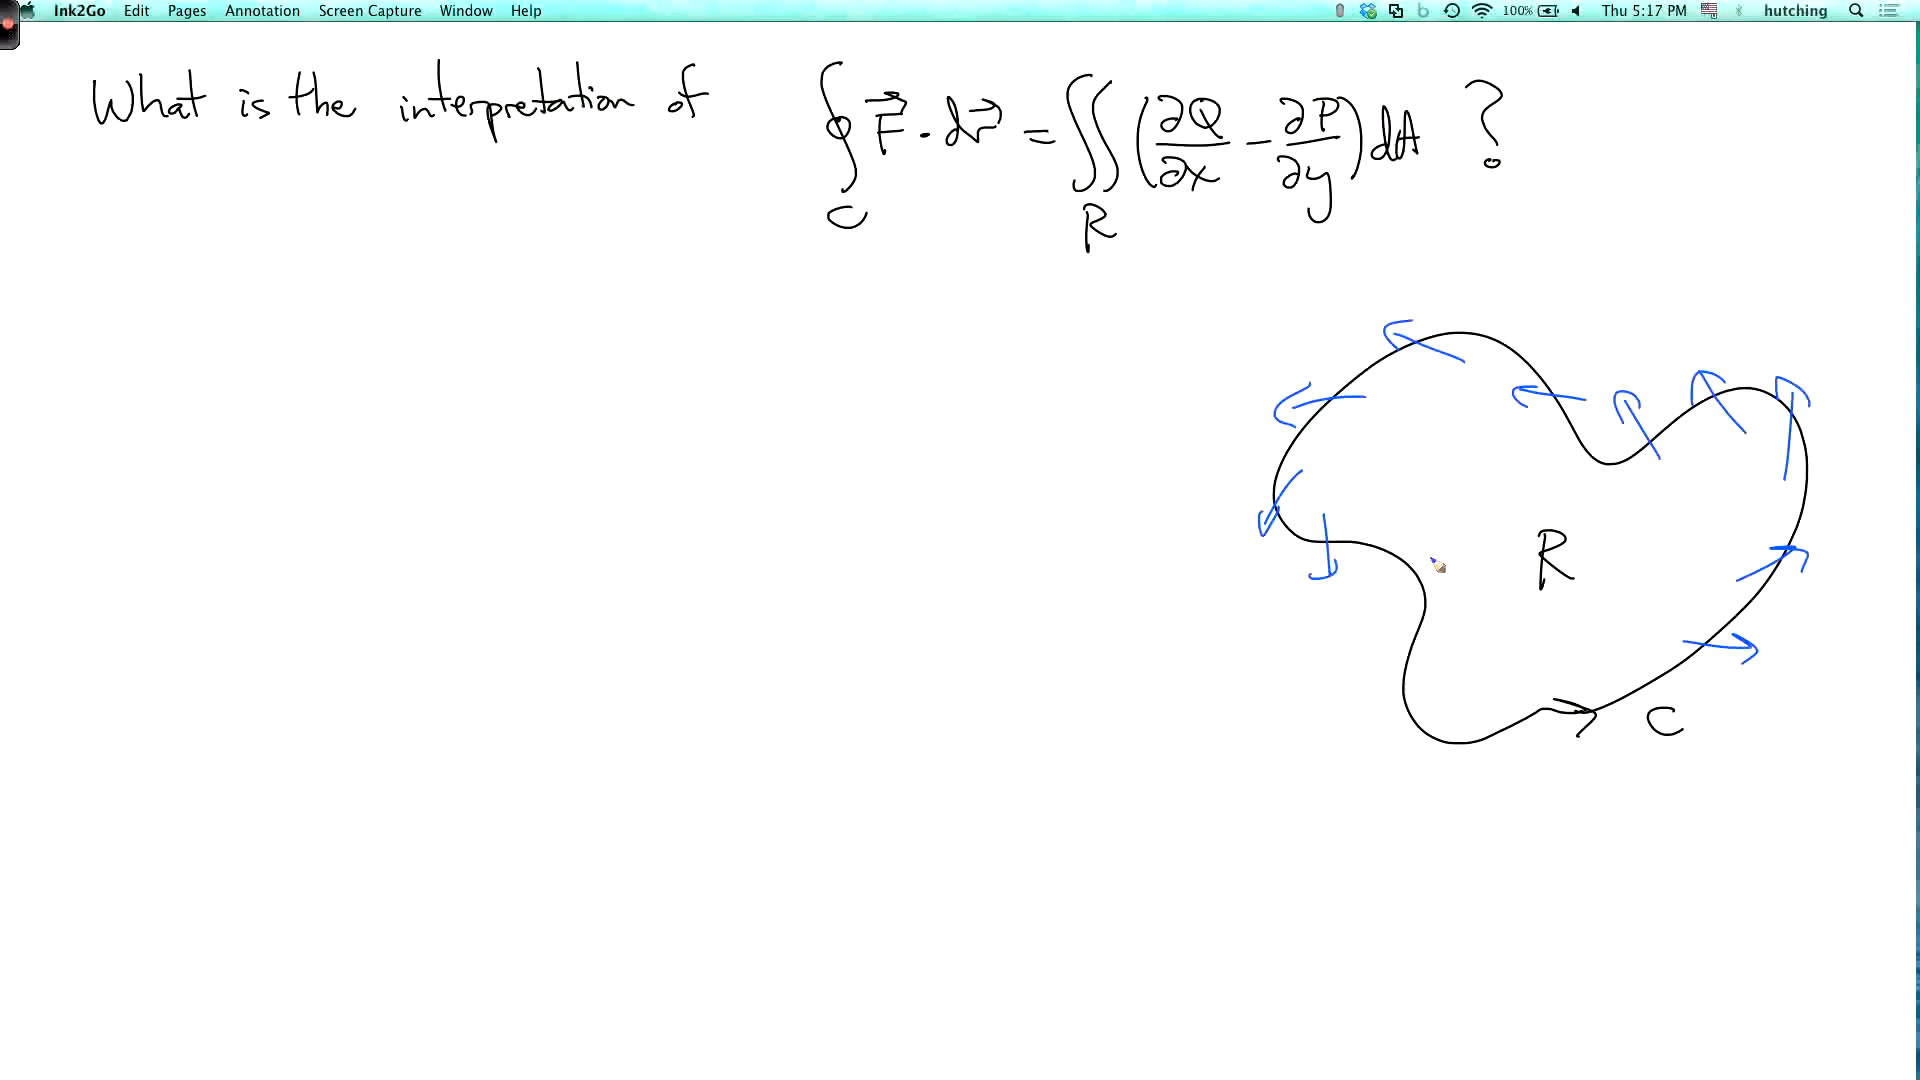 Ink2Go Edit Pages Annotation Screen Capture Window Help 100% Thu 5:17 PM hutching
What is the interpretation of ∮_C F⃗ · dr⃗ = ∬_R (∂Q/∂x − ∂P/∂y) dA ?
R
C